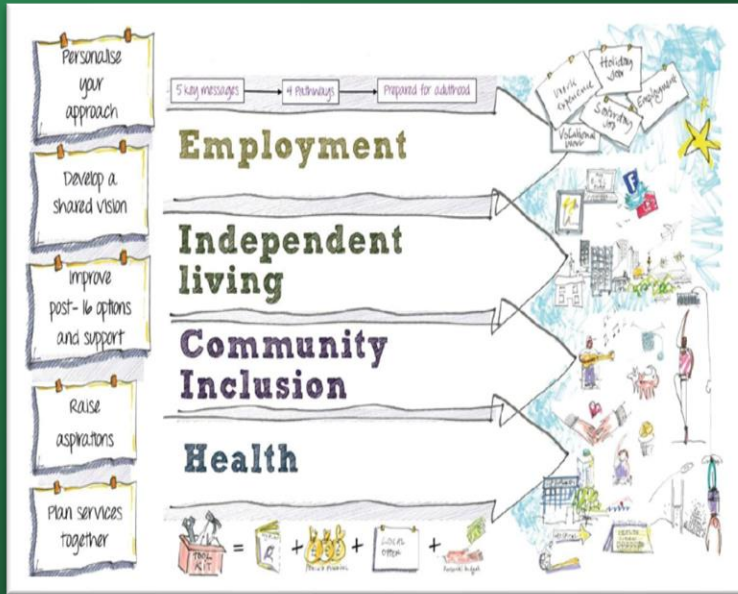 Personalise
your
approach
Develop a
shared vision
Improve
post-16 options
and support
Raise
aspirations
Plan services
together
5 key messages
4 Pathways
Prepared for adulthood
Employment
Independent
living
Community
Inclusion
Health
TOOL
KIT
=
+
+
LOCAL
OFFER
+
Work
experience
Holiday
Job
Saturday
Job
Employment
Vocational